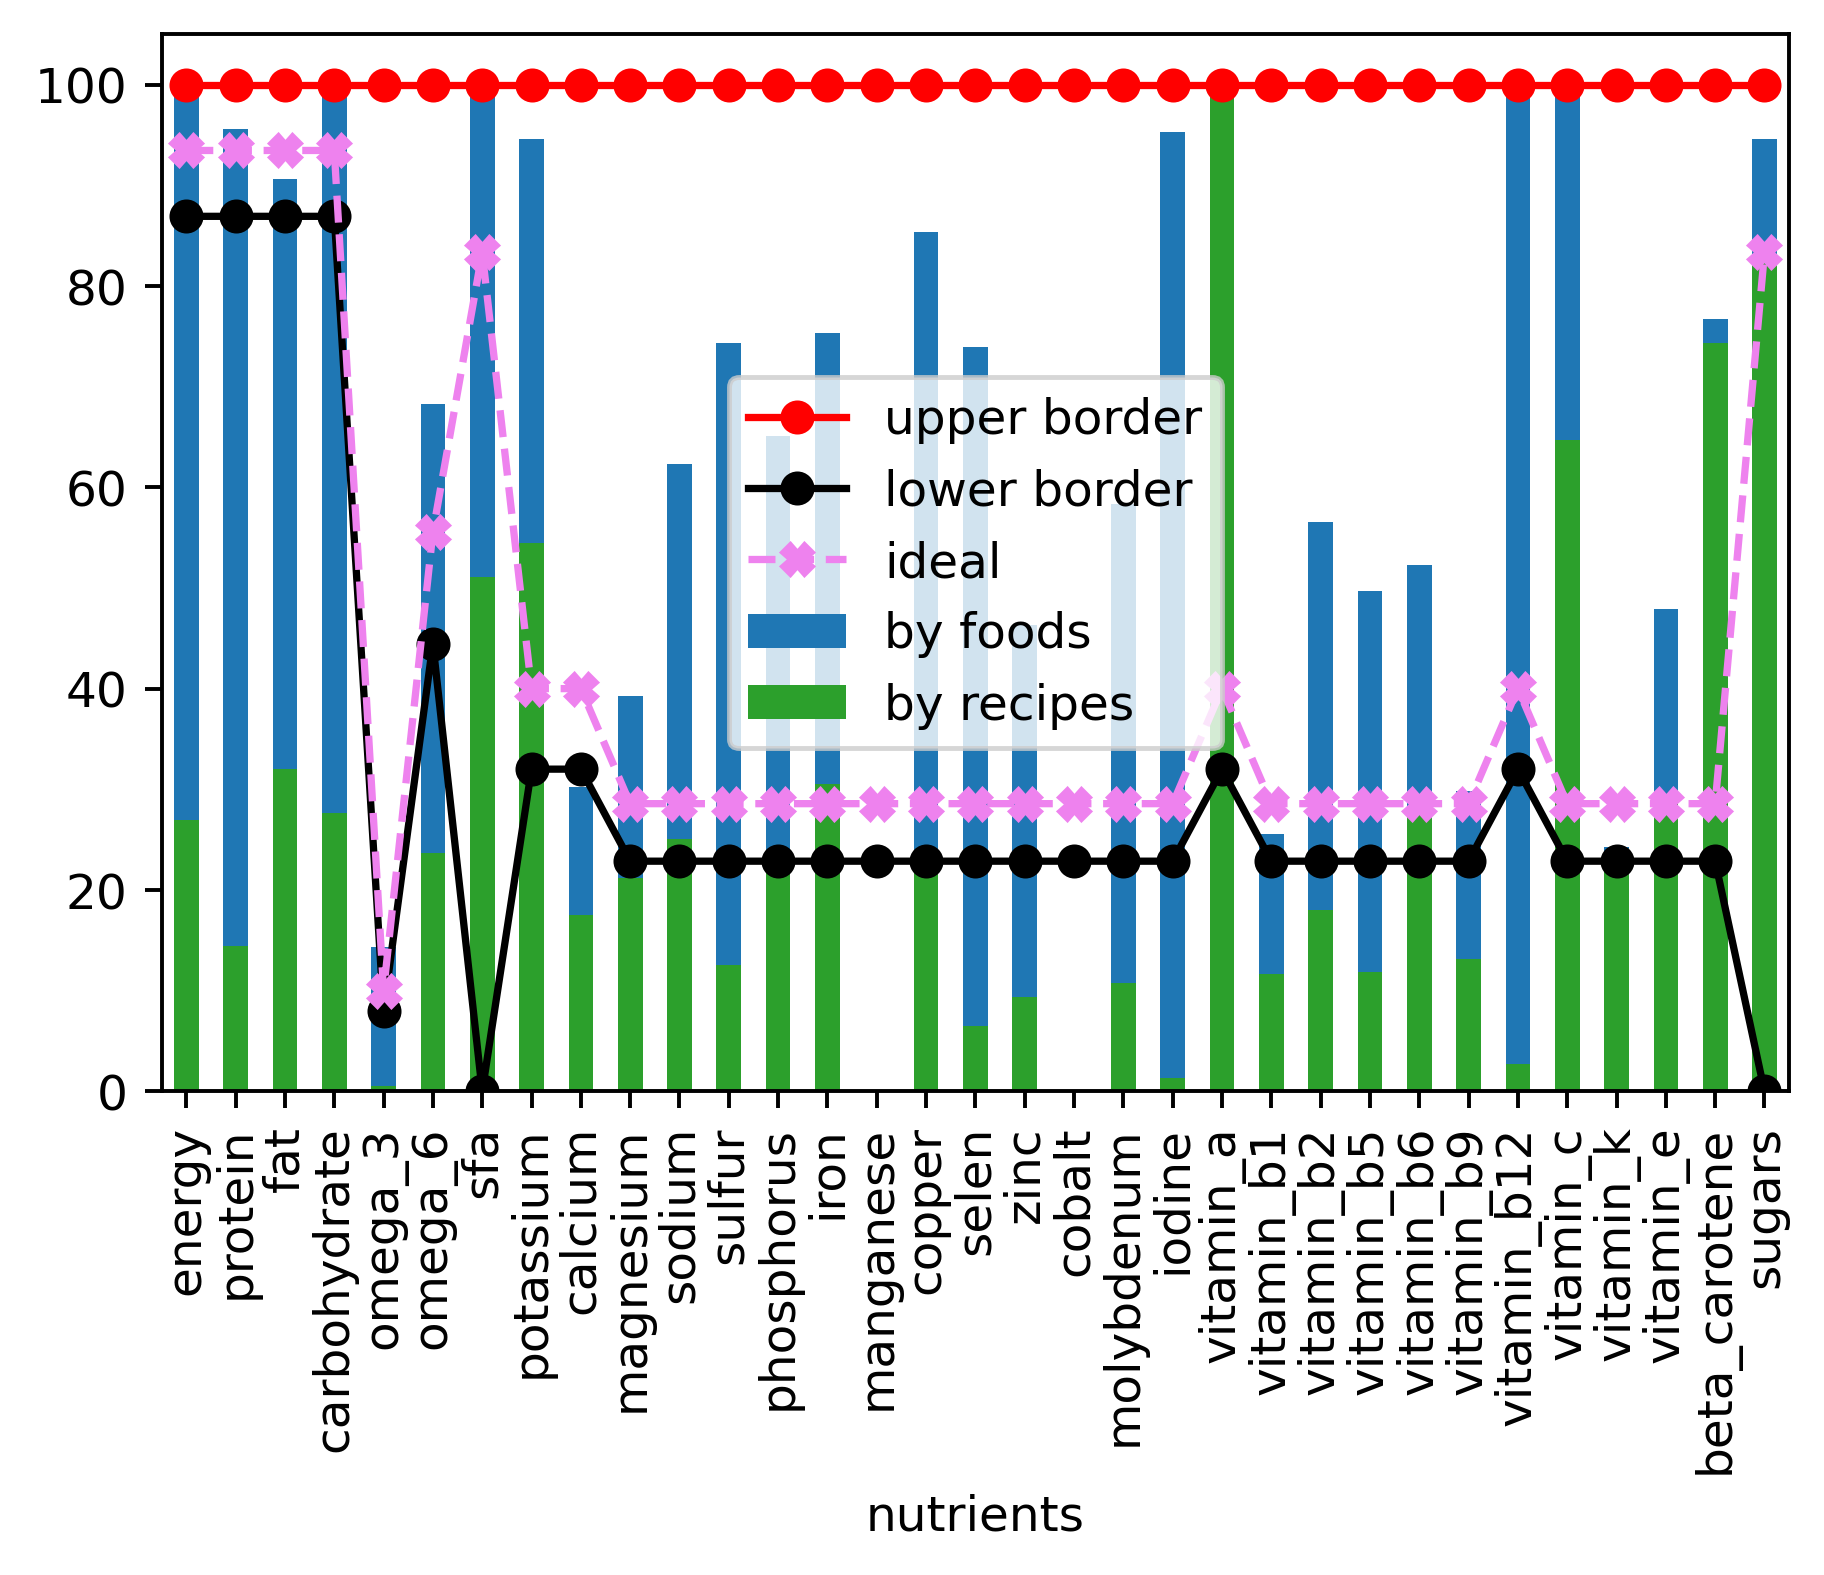 100
80
60
40
20
0
upper border
lower border
ideal
by foods
by recipes
energy
protein
fat
carbohydrate
omega_3
omega_6
sfa
potassium
calcium
magnesium
sodium
sulfur
phosphorus
iron
manganese
copper
selen
zinc
cobalt
molybdenum
iodine
vitamin_a
vitamin_b1
vitamin_b2
vitamin_b5
vitamin_b6
vitamin_b9
vitamin_b12
vitamin_c
vitamin_k
vitamin_e
beta_carotene
sugars
nutrients